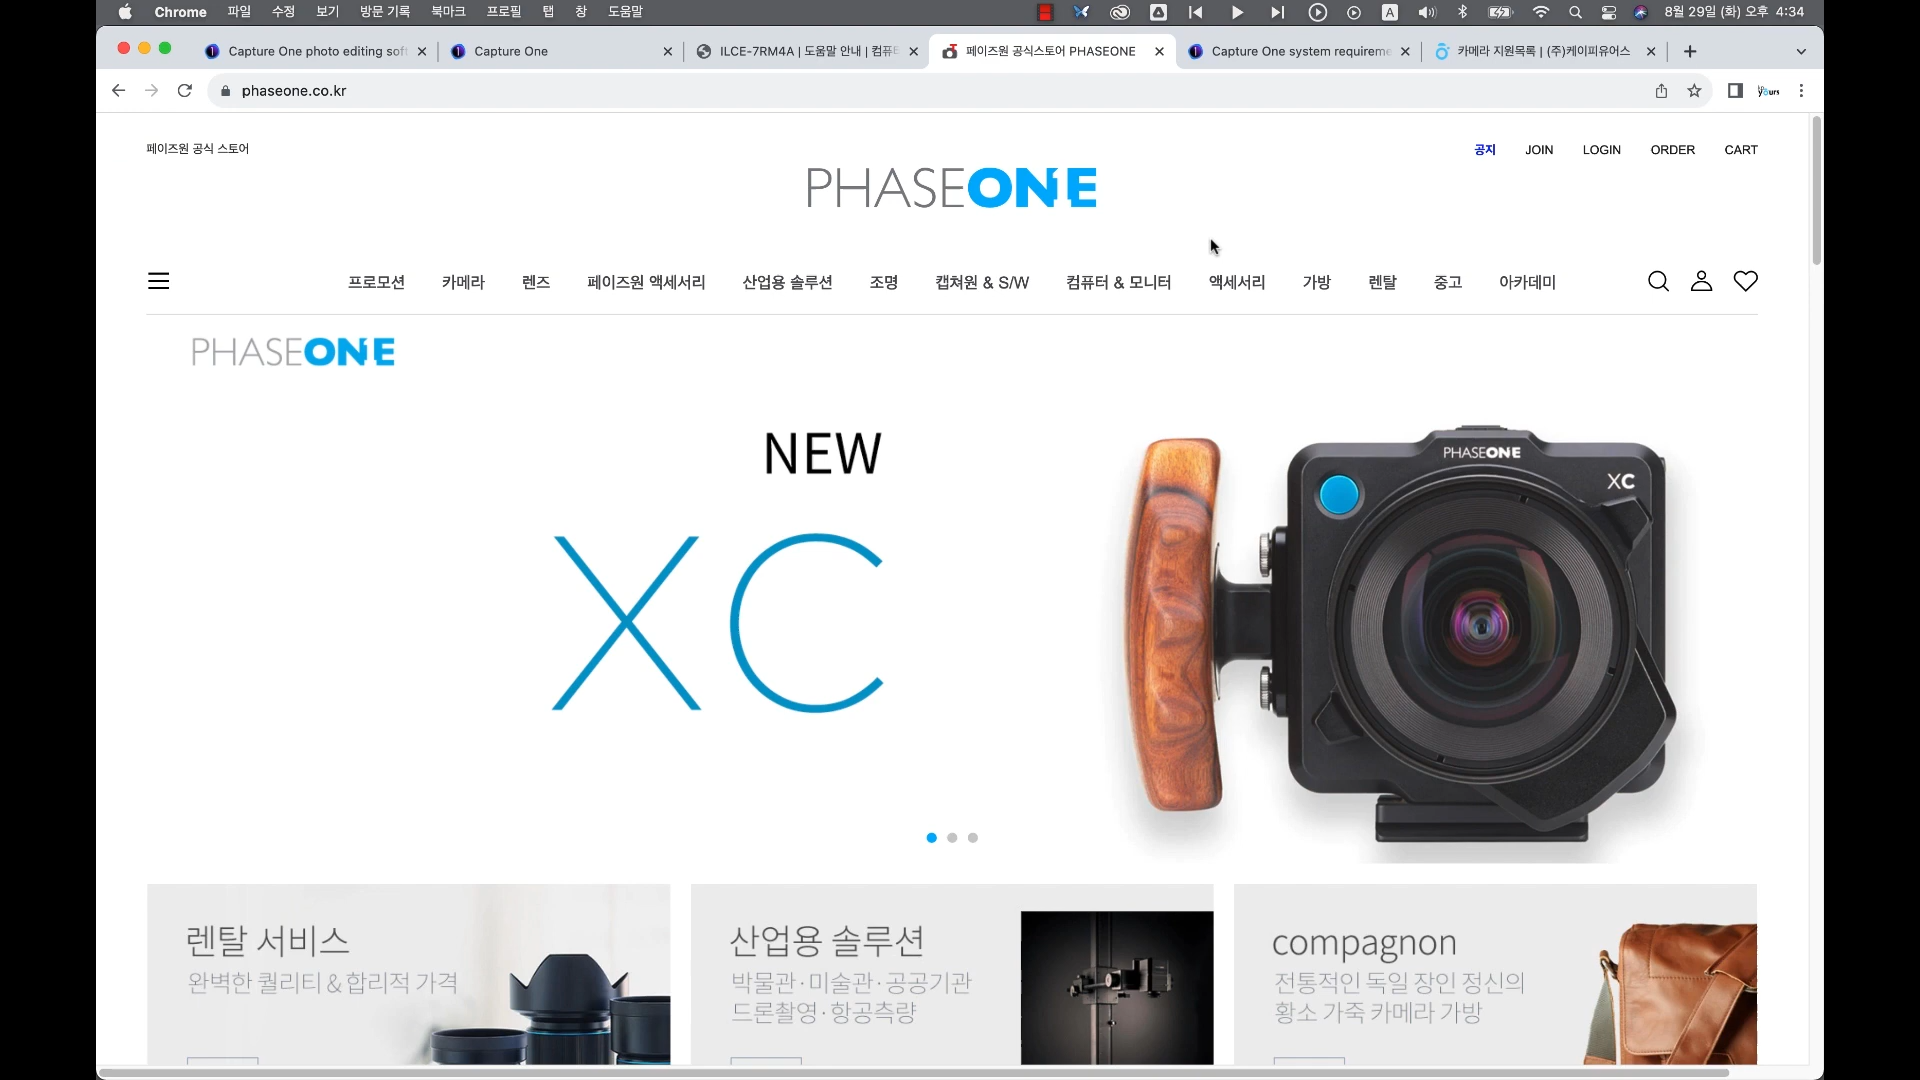 Chrome 파일 수정 보기 방문 기록 북마크 프로필 탭 창 도움말 A 8월 29일 (화) 오후 4:34
Capture One photo editing soft
Capture One
ILCE-7RM4A | 도움말 안내 | 컴퓨터
페이즈원 공식스토어 PHASEONE
Capture One system requireme
카메라 지원목록 | (주)케이피유어스
phaseone.co.kr
yours
페이즈원 공식 스토어
공지 JOIN LOGIN ORDER CART
PHASEONE
프로모션 카메라 렌즈 페이즈원 액세서리 산업용 솔루션 조명 캡쳐원 & S/W 컴퓨터 & 모니터 액세서리 가방 렌탈 중고 아카데미
PHASEONE
NEW
XC
PHASEONE
XC
렌탈 서비스
완벽한 퀄리티 & 합리적 가격
산업용 솔루션
박물관·미술관·공공기관
드론촬영·항공측량
compagnon
전통적인 독일 장인 정신의
황소 가죽 카메라 가방